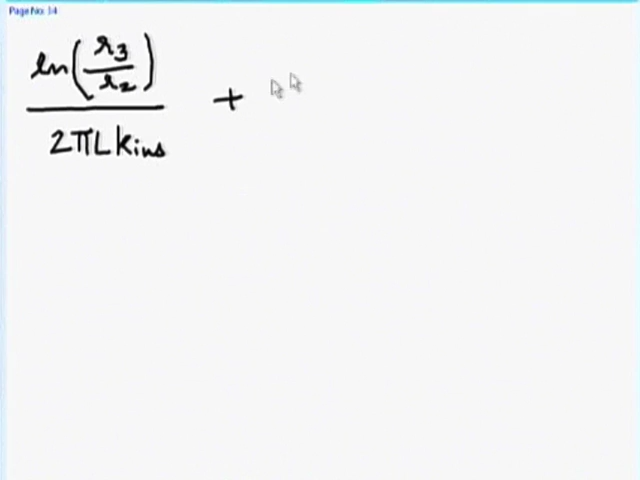 Page No: 14
ln(r3/r2) / 2πLkins +